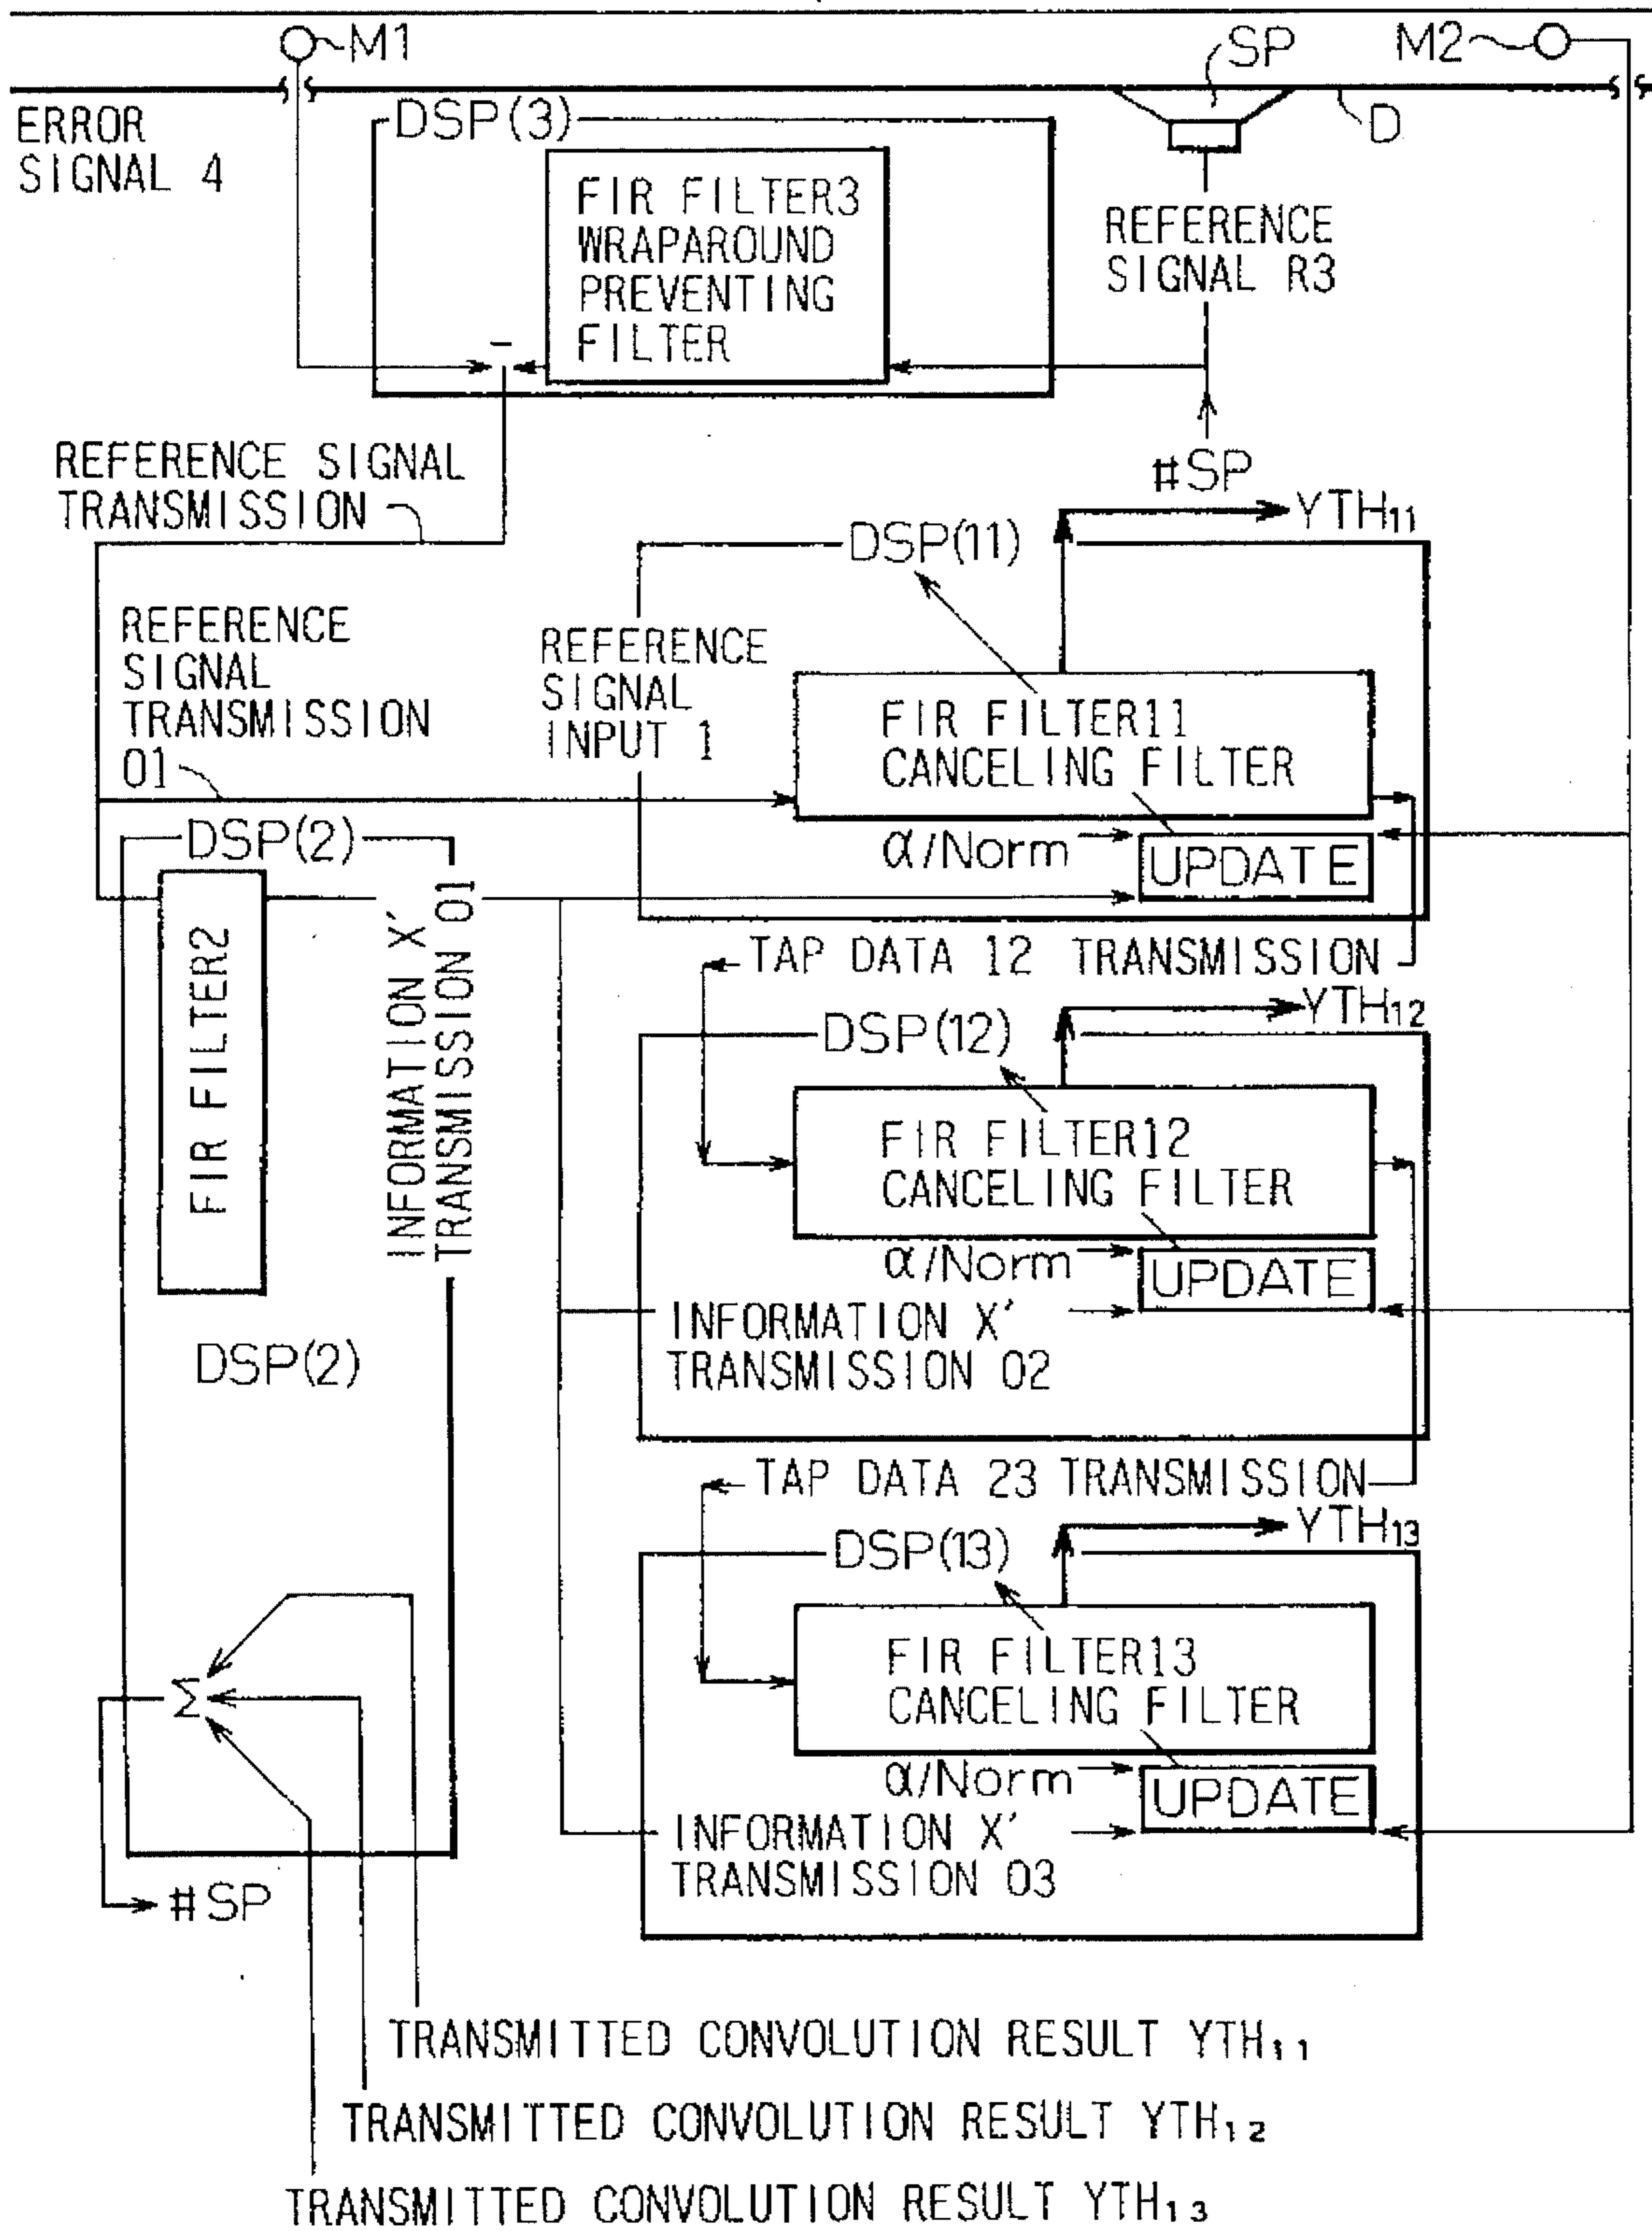 M1
SP
M2
D
ERROR
SIGNAL 4
DSP(3)
FIR FILTER3
WRAPAROUND
PREVENTING
FILTER
-
REFERENCE
SIGNAL R3
#SP
REFERENCE SIGNAL
TRANSMISSION
YTH₁₁
DSP(11)
REFERENCE
SIGNAL
TRANSMISSION
01
REFERENCE
SIGNAL
INPUT 1
FIR FILTER11
CANCELING FILTER
α/Norm
UPDATE
DSP(2)
FIR FILTER2
INFORMATION X'
TRANSMISSION 01
DSP(2)
TAP DATA 12 TRANSMISSION
YTH₁₂
DSP(12)
FIR FILTER12
CANCELING FILTER
α/Norm
UPDATE
INFORMATION X'
TRANSMISSION 02
TAP DATA 23 TRANSMISSION
YTH₁₃
DSP(13)
FIR FILTER13
CANCELING FILTER
α/Norm
UPDATE
INFORMATION X'
TRANSMISSION 03
Σ
#SP
TRANSMITTED CONVOLUTION RESULT YTH₁₁
TRANSMITTED CONVOLUTION RESULT YTH₁₂
TRANSMITTED CONVOLUTION RESULT YTH₁₃